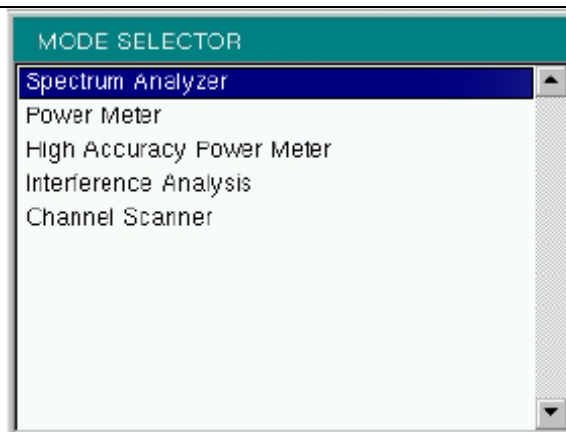 MODE SELECTOR
Spectrum Analyzer
Power Meter
High Accuracy Power Meter
Interference Analysis
Channel Scanner